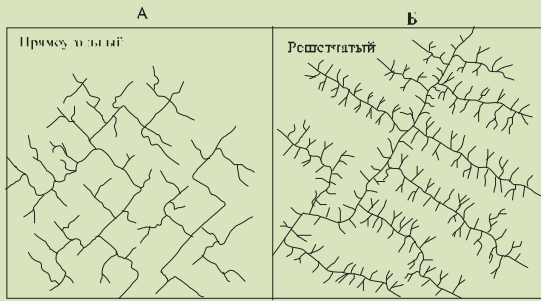 А
Б
Прямоугольный
Решетчатый